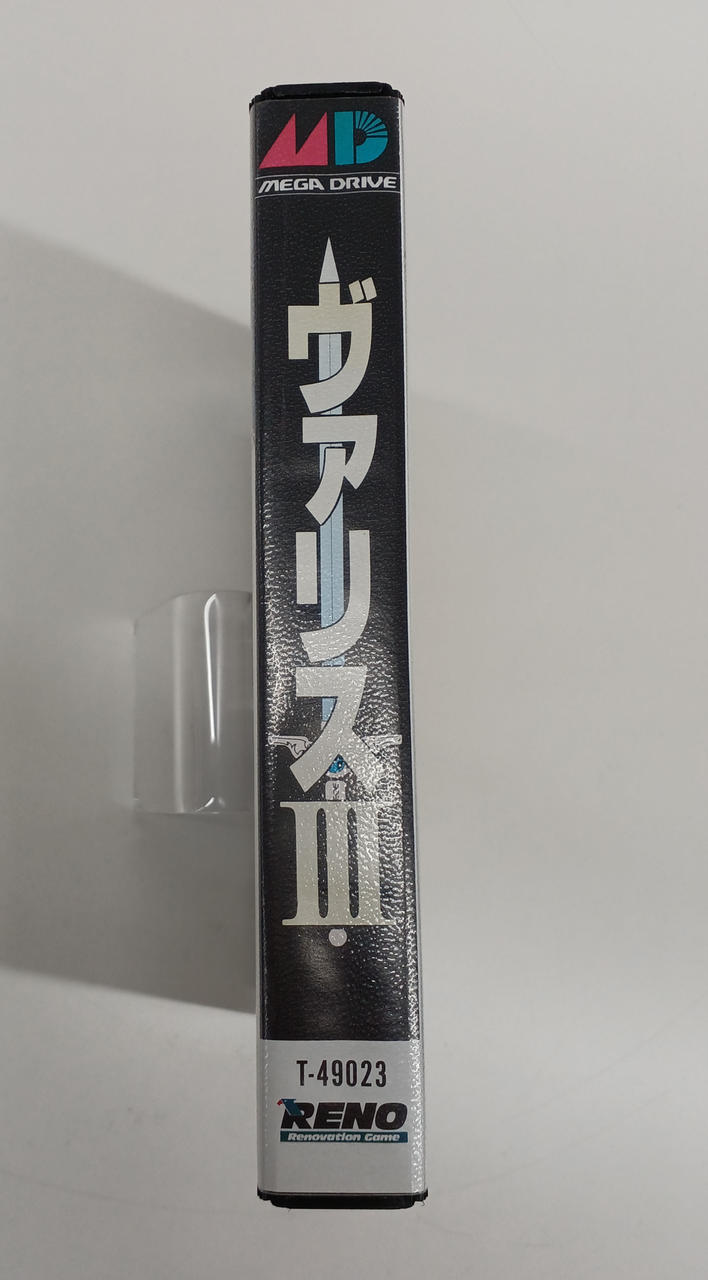 MD
MEGA DRIVE
ヴァリスIII
T-49023
RENO
Renovation Game